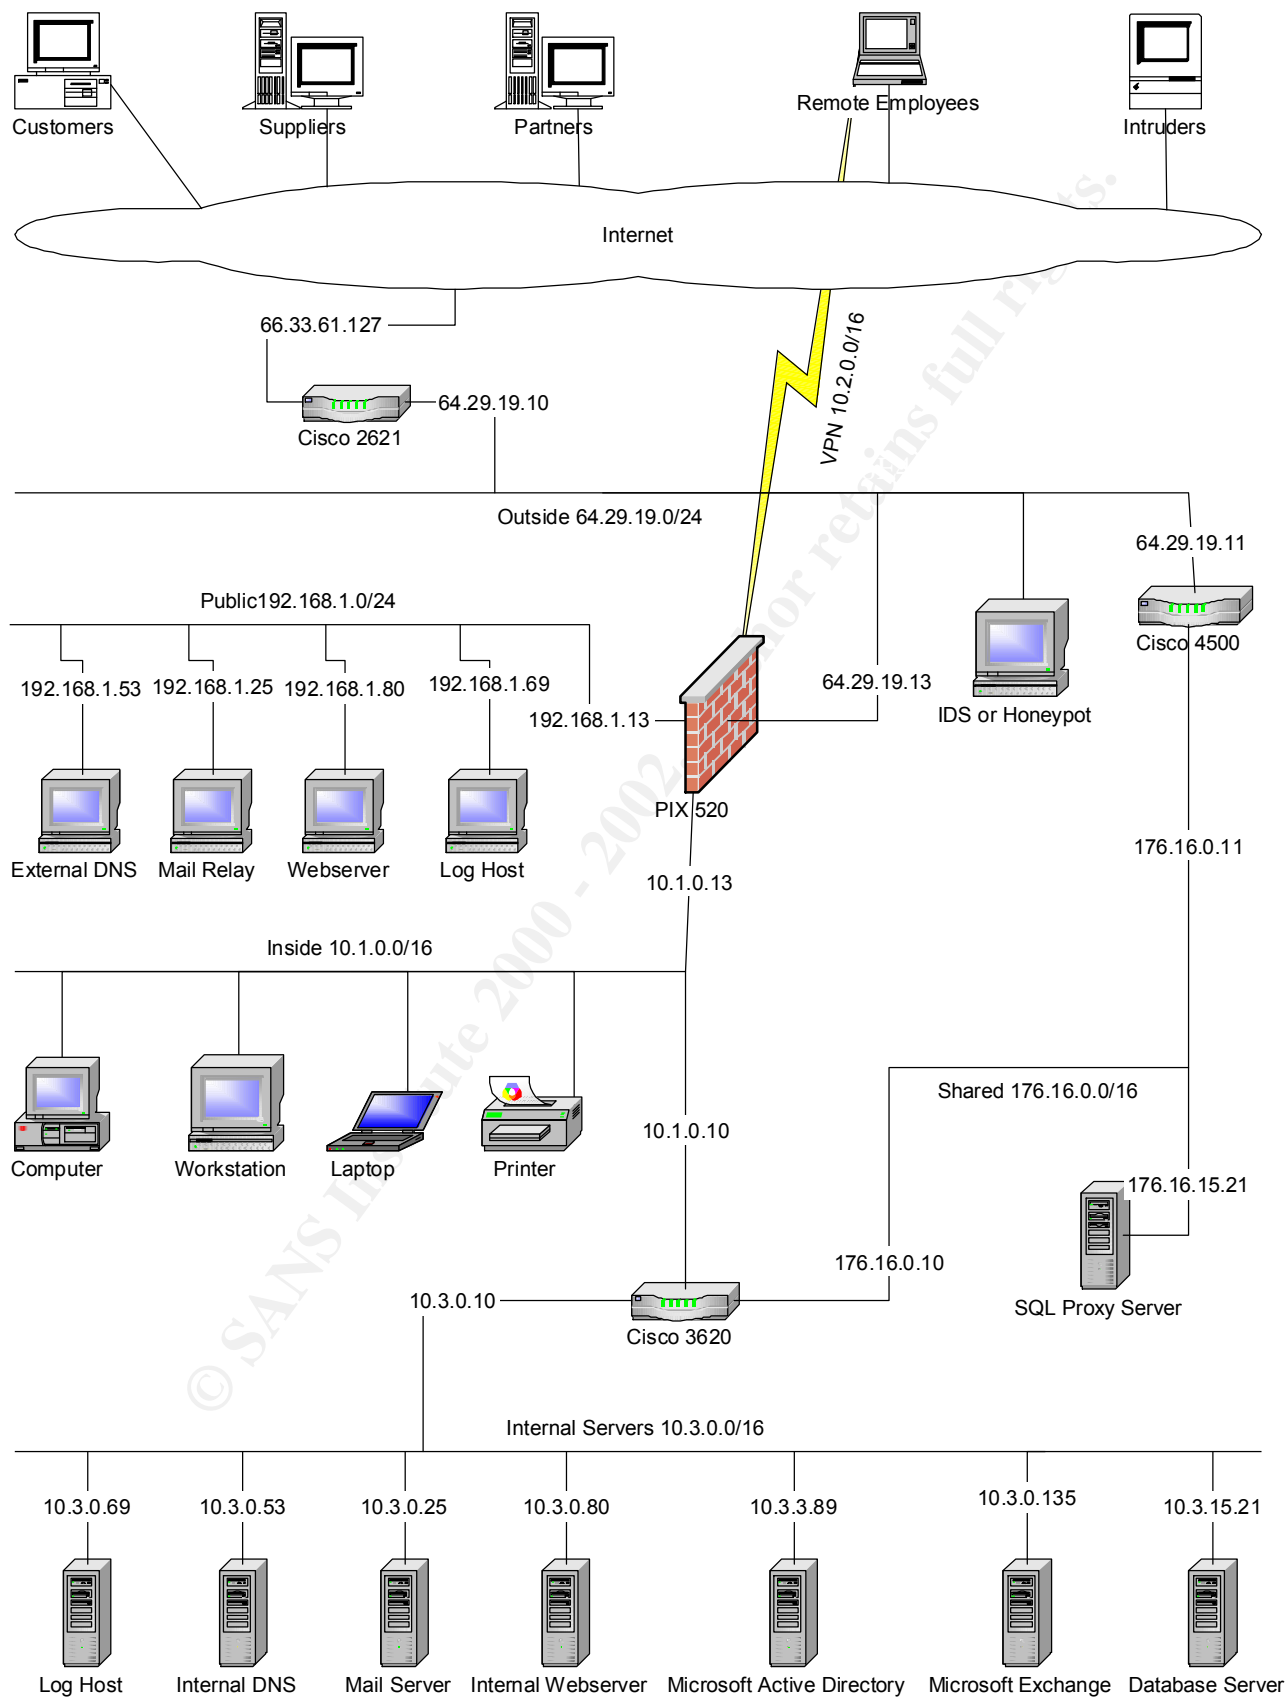 Customers
Suppliers
Partners
Remote Employees
Intruders
Internet
66.33.61.127
VPN 10.2.0.0/16
64.29.19.10
Cisco 2621
Outside 64.29.19.0/24
64.29.19.11
Public192.168.1.0/24
Cisco 4500
192.168.1.53
192.168.1.25
192.168.1.80
192.168.1.69
64.29.19.13
192.168.1.13
IDS or Honeypot
PIX 520
176.16.0.11
External DNS
Mail Relay
Webserver
Log Host
10.1.0.13
Inside 10.1.0.0/16
Shared 176.16.0.0/16
10.1.0.10
Computer
Workstation
Laptop
Printer
176.16.15.21
176.16.0.10
10.3.0.10
SQL Proxy Server
Cisco 3620
Internal Servers 10.3.0.0/16
10.3.0.69
10.3.0.53
10.3.0.25
10.3.0.80
10.3.3.89
10.3.0.135
10.3.15.21
Log Host
Internal DNS
Mail Server
Internal Webserver
Microsoft Active Directory
Microsoft Exchange
Database Server
© SANS Institute 2000 - 2002, Author retains full rights.